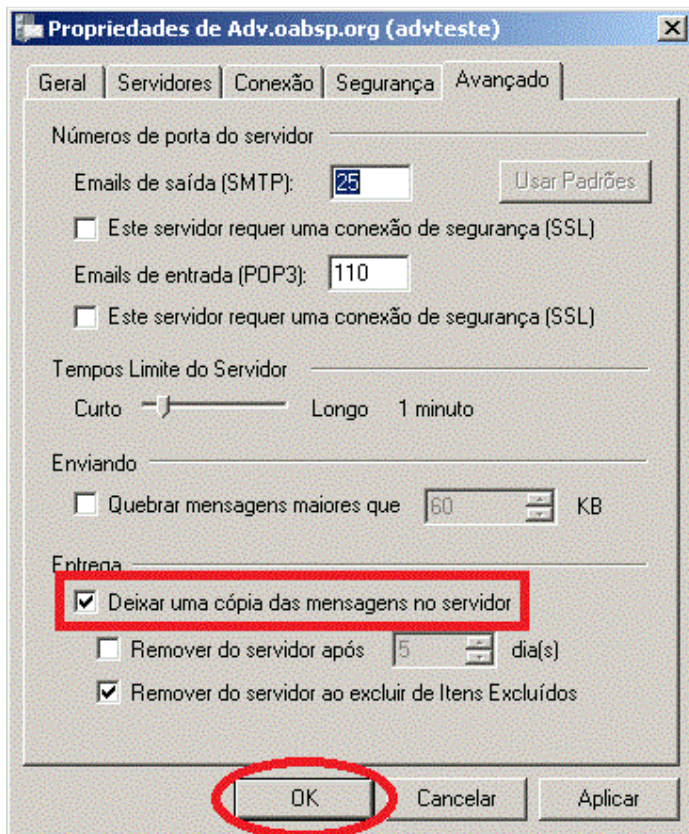 Propriedades de Adv.oabsp.org (advteste)
Geral Servidores Conexão Segurança Avançado
Números de porta do servidor
Emails de saída (SMTP): 25 Usar Padrões
Este servidor requer uma conexão de segurança (SSL)
Emails de entrada (POP3): 110
Este servidor requer uma conexão de segurança (SSL)
Tempos Limite do Servidor
Curto Longo 1 minuto
Enviando
Quebrar mensagens maiores que 60 KB
Entrega
Deixar uma cópia das mensagens no servidor
Remover do servidor após 5 dia(s)
Remover do servidor ao excluir de Itens Excluídos
OK Cancelar Aplicar